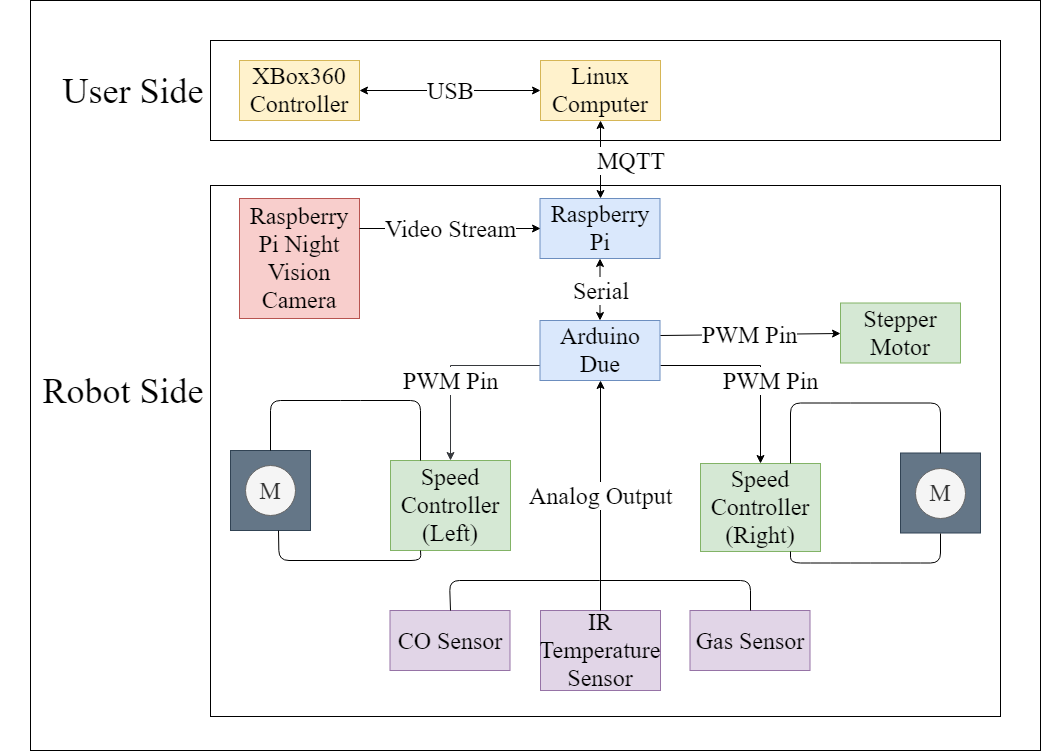 XBox360
Controller
USB
Linux
Computer
User Side
MQTT
Raspberry
Pi Night
Vision
Camera
Video Stream
Raspberry
Pi
Serial
Arduino
Due
PWM Pin
Stepper
Motor
Robot Side
PWM Pin
PWM Pin
M
Speed
Controller
(Left)
Analog Output
Speed
Controller
(Right)
M
CO Sensor
IR
Temperature
Sensor
Gas Sensor